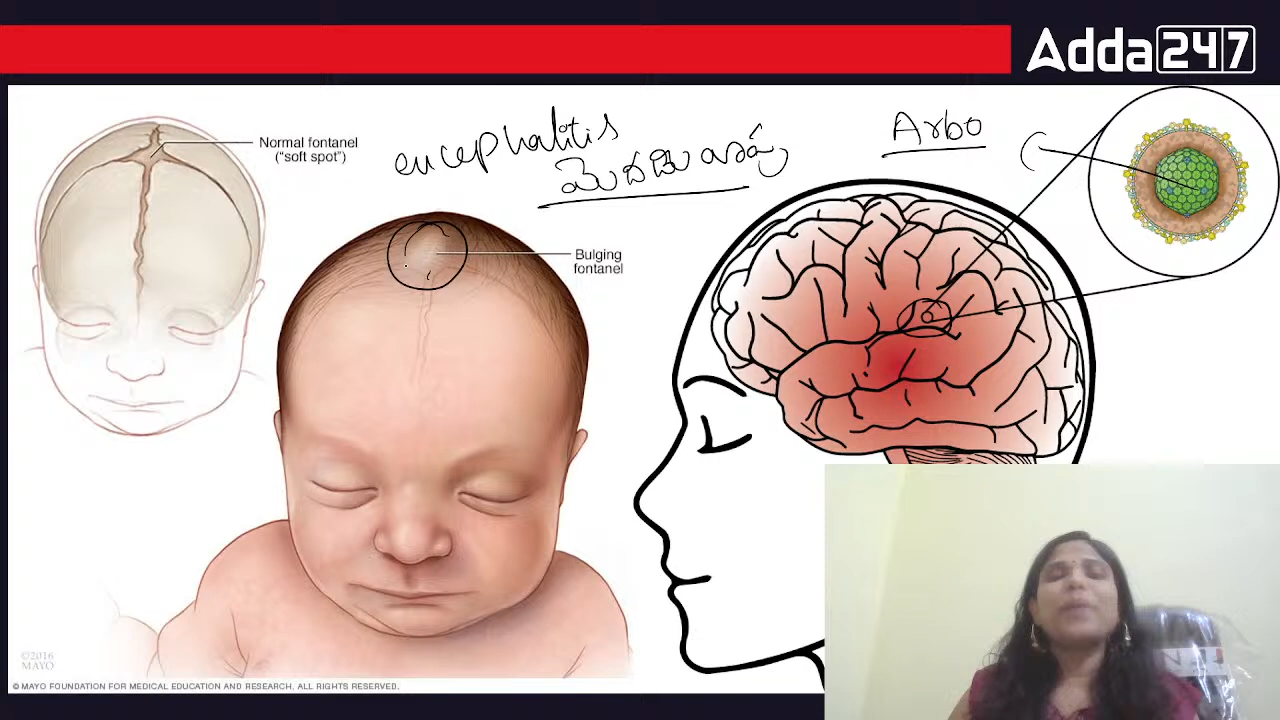 Adda247
Normal fontanel
("soft spot")
encephalitis
మెదడు వాపు
Arbo
Bulging
fontanel
©2016
MAYO
© MAYO FOUNDATION FOR MEDICAL EDUCATION AND RESEARCH. ALL RIGHTS RESERVED.